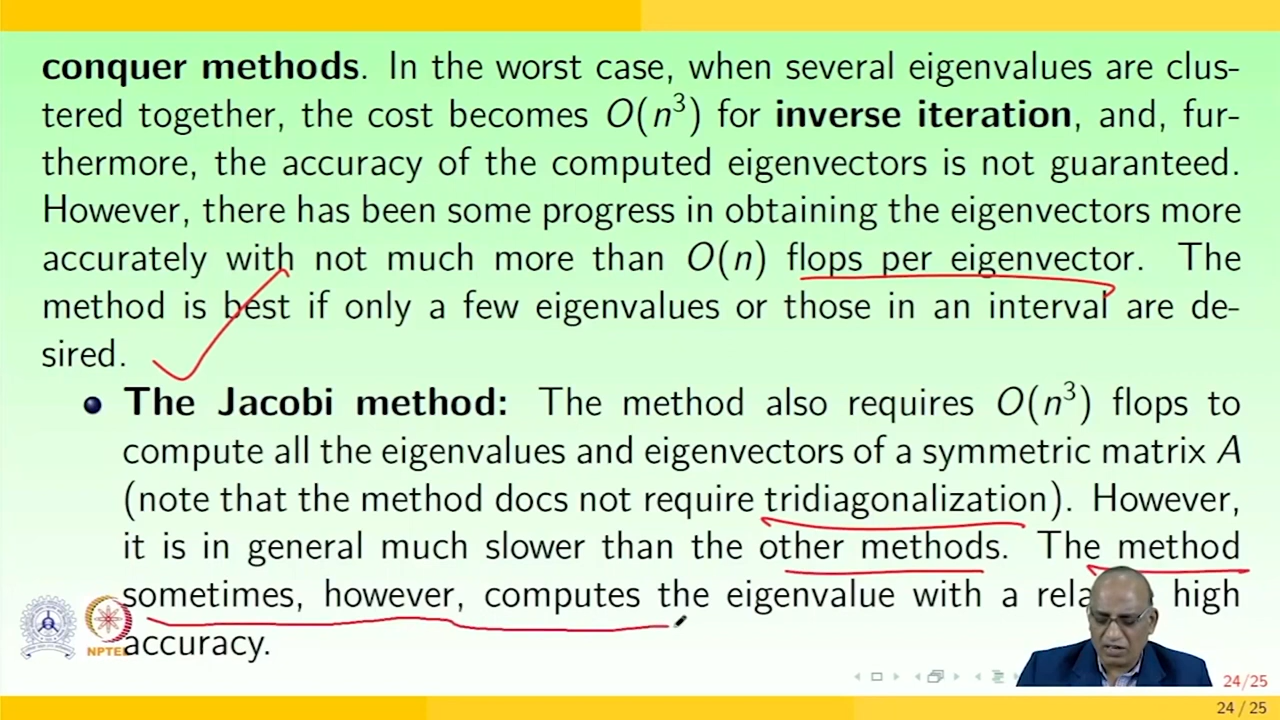 conquer methods. In the worst case, when several eigenvalues are clus-
tered together, the cost becomes O(n³) for inverse iteration, and, fur-
thermore, the accuracy of the computed eigenvectors is not guaranteed.
However, there has been some progress in obtaining the eigenvectors more
accurately with not much more than O(n) flops per eigenvector. The
method is best if only a few eigenvalues or those in an interval are de-
sired.
The Jacobi method: The method also requires O(n³) flops to
compute all the eigenvalues and eigenvectors of a symmetric matrix A
(note that the method docs not require tridiagonalization). However,
it is in general much slower than the other methods. The method
sometimes, however, computes the eigenvalue with a high
accuracy.
NPTEL
24/25
24 / 25